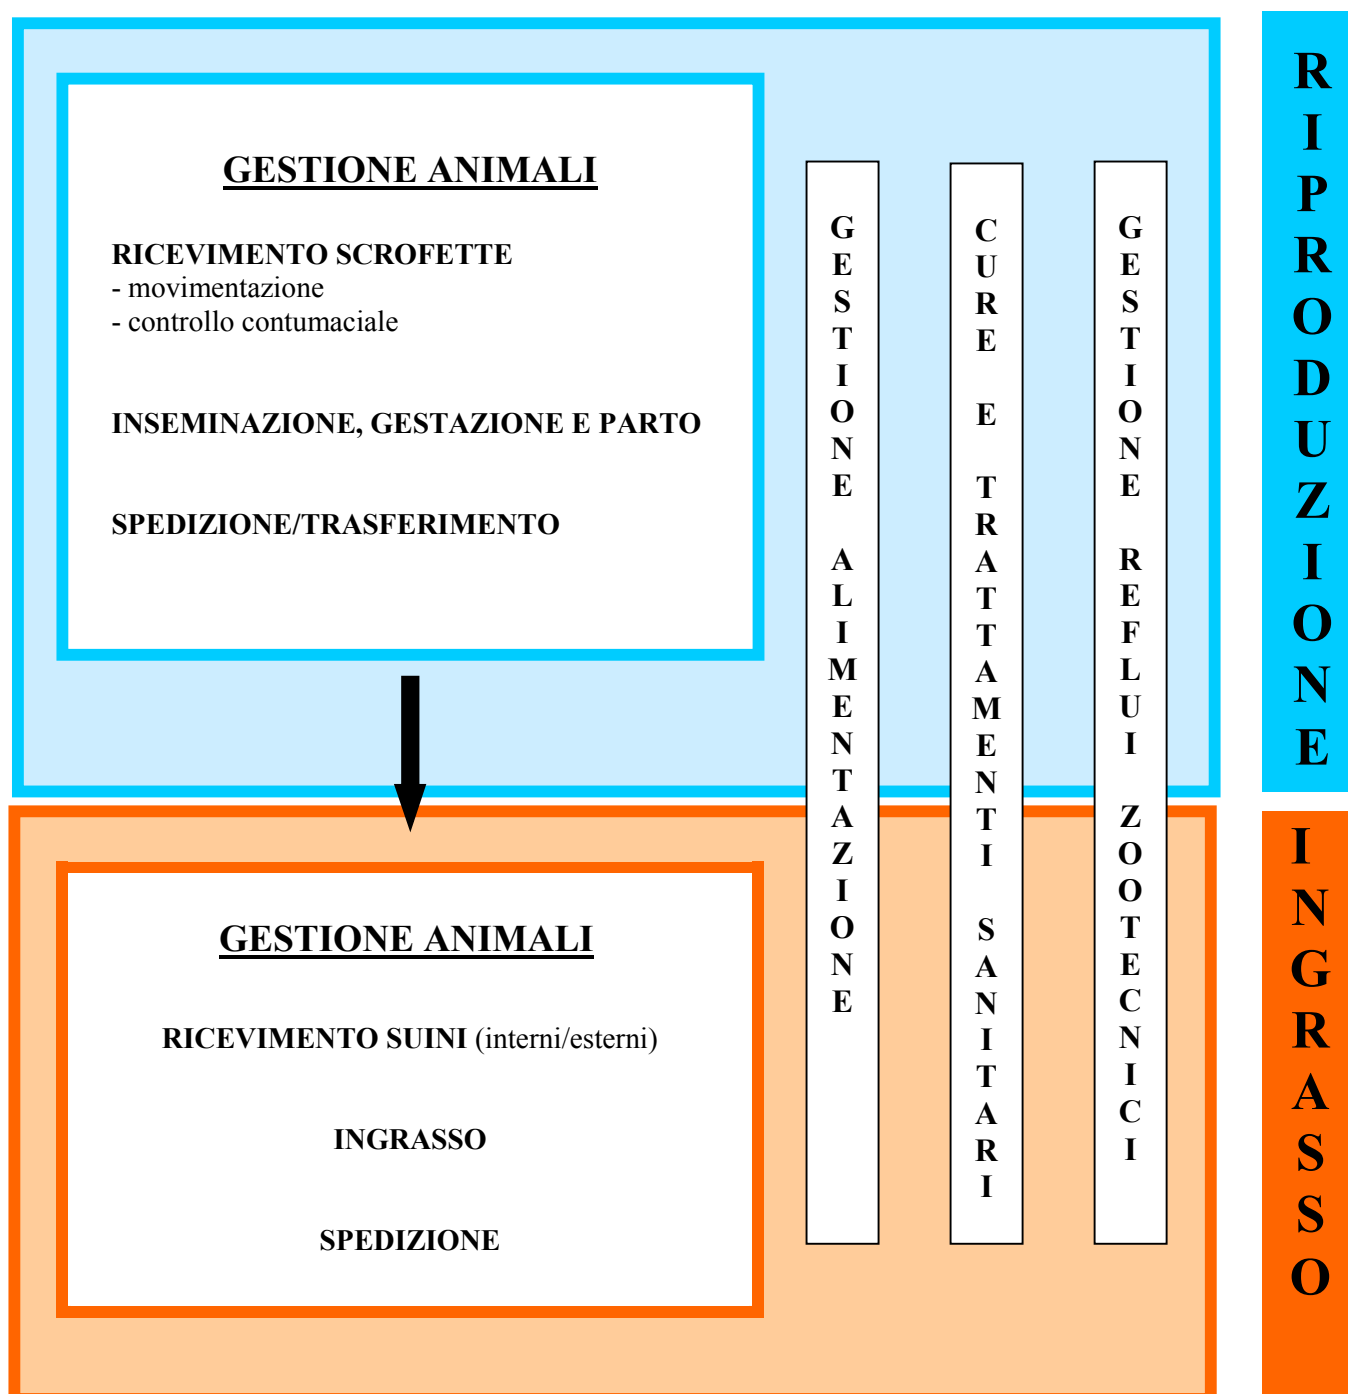 GESTIONE ANIMALI
RICEVIMENTO SCROFETTE
- movimentazione
- controllo contumaciale
INSEMINAZIONE, GESTAZIONE E PARTO
SPEDIZIONE/TRASFERIMENTO
GESTIONE ALIMENTAZIONE
CURE E TRATTAMENTI SANITARI
GESTIONE REFLUI ZOOTECNICI
RIPRODUZIONE
GESTIONE ANIMALI
RICEVIMENTO SUINI (interni/esterni)
INGRASSO
SPEDIZIONE
INGRASSO